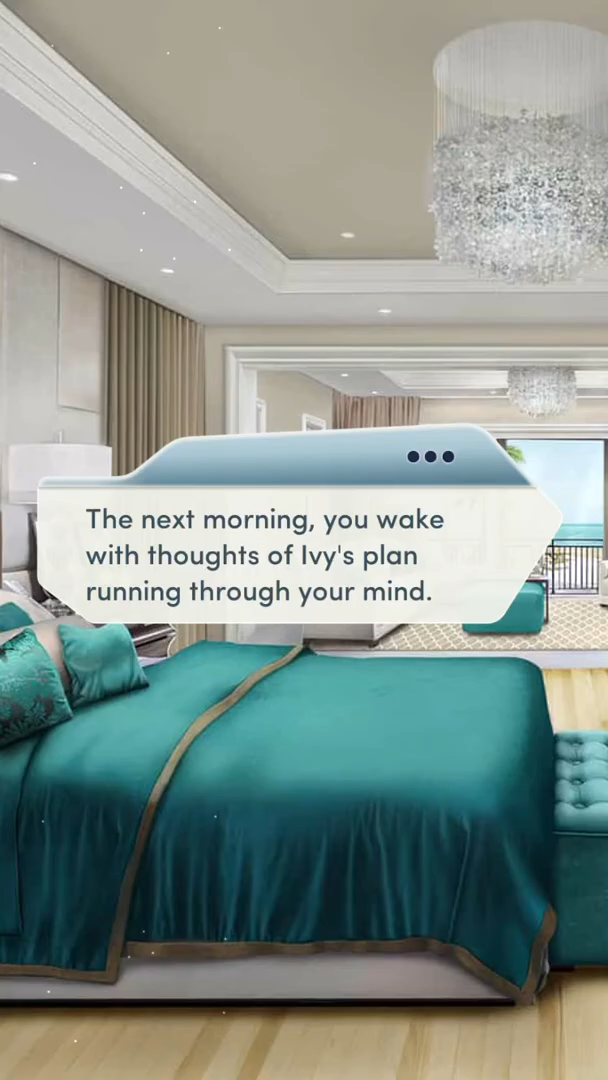 The next morning, you wake
with thoughts of Ivy's plan
running through your mind.